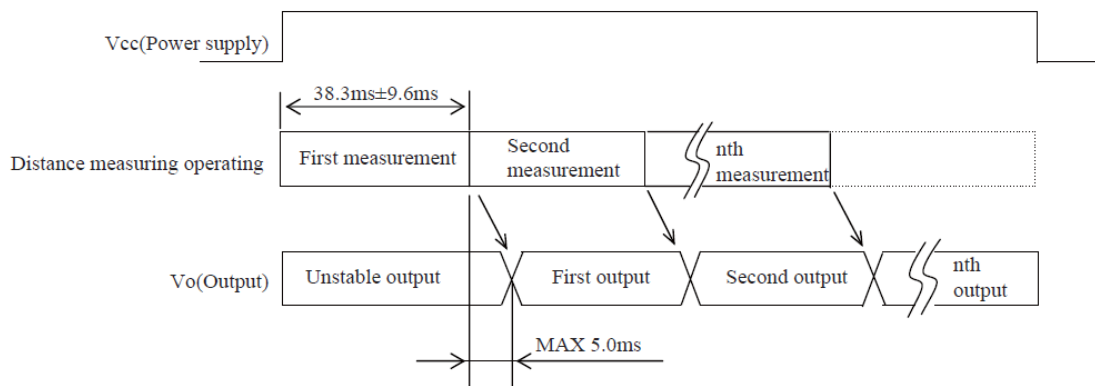 Vcc(Power supply)
38.3ms±9.6ms
Distance measuring operating
First measurement
Second
measurement
nth
measurement
Vo(Output)
Unstable output
First output
Second output
nth
output
MAX 5.0ms